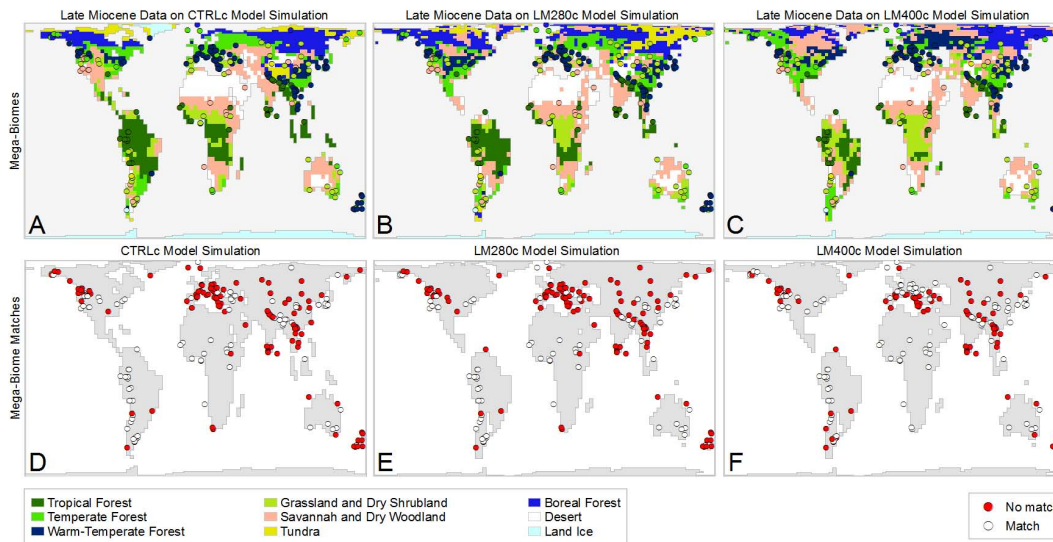 Late Miocene Data on CTRLc Model Simulation
Late Miocene Data on LM280c Model Simulation
Late Miocene Data on LM400c Model Simulation
Mega-Biomes
A
B
C
CTRLc Model Simulation
LM280c Model Simulation
LM400c Model Simulation
Mega-Biome Matches
D
E
F
Tropical Forest
Grassland and Dry Shrubland
Boreal Forest
Temperate Forest
Savannah and Dry Woodland
Desert
Warm-Temperate Forest
Tundra
Land Ice
No match
Match